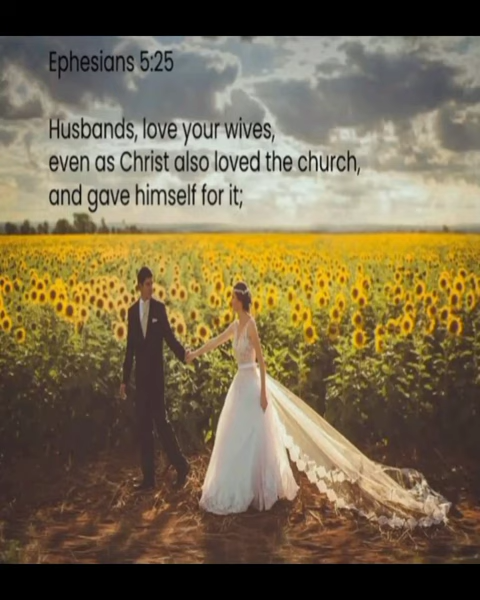 Ephesians 5:25
Husbands, love your wives,
even as Christ also loved the church,
and gave himself for it;